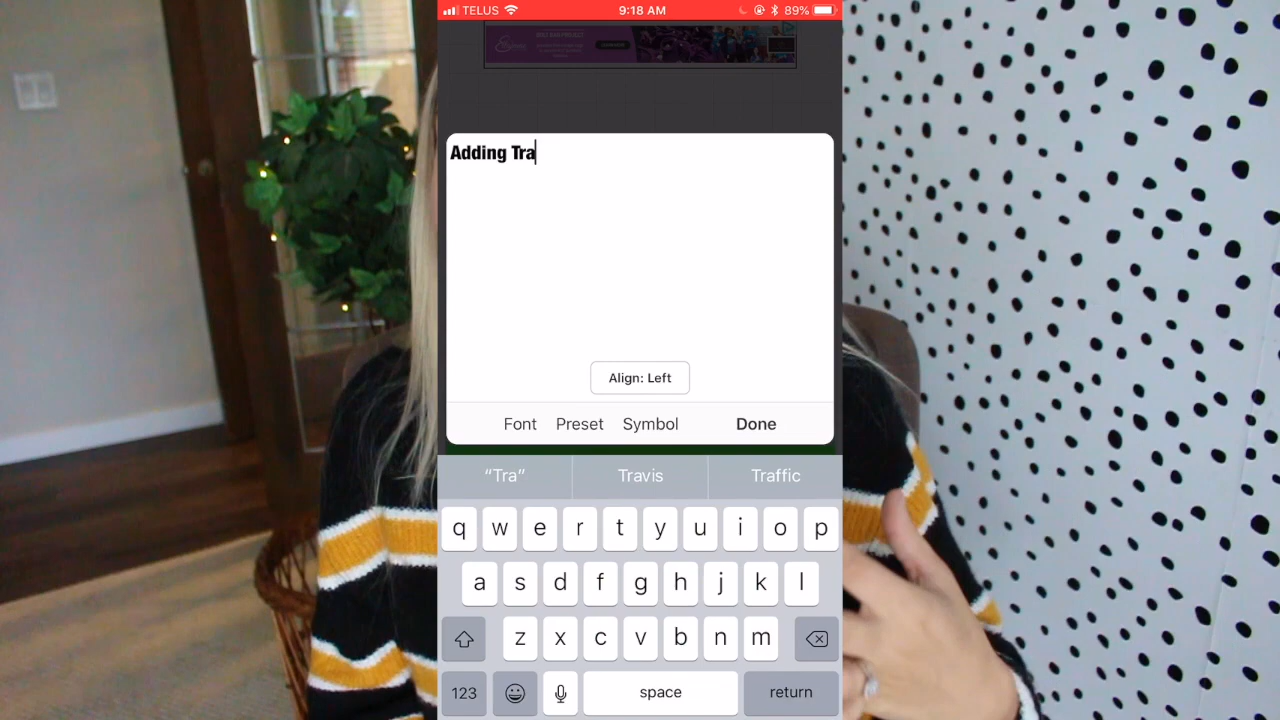 TELUS 9:18 AM 89%
Adding Tra
Align: Left
Font Preset Symbol Done
“Tra” Travis Traffic
q w e r t y u i o p
a s d f g h j k l
z x c v b n m
123 space return